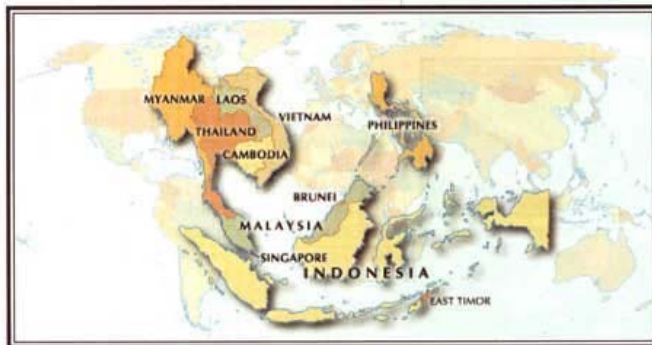 MYANMAR
LAOS
VIETNAM
THAILAND
CAMBODIA
PHILIPPINES
BRUNEI
MALAYSIA
SINGAPORE
INDONESIA
EAST TIMOR